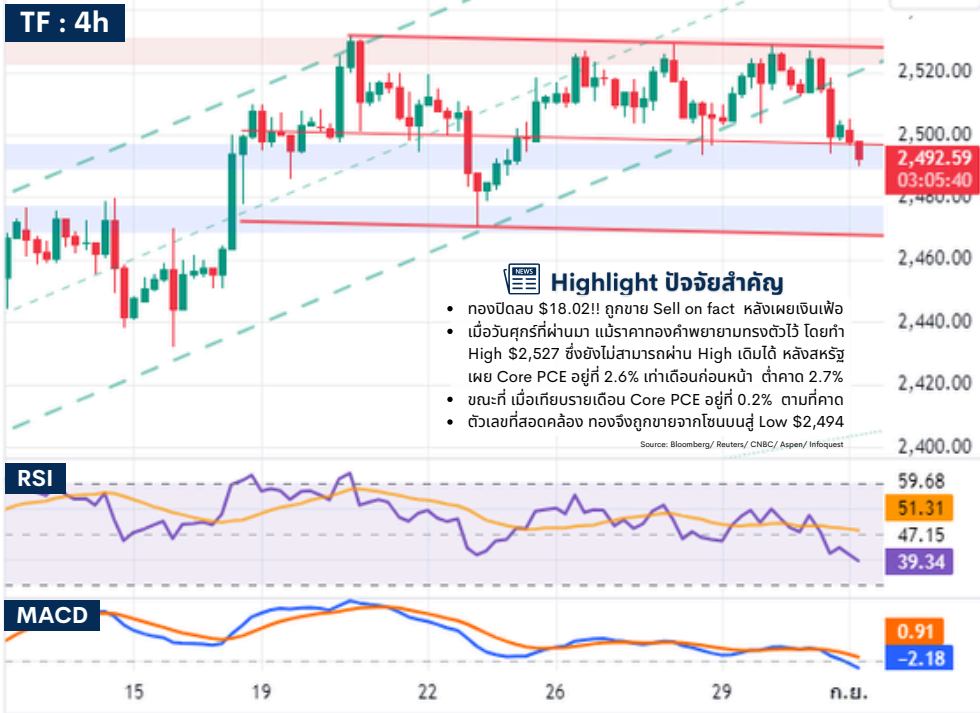 TF : 4h
2,520.00
2,500.00
2,492.59
03:05:40
2,480.00
2,460.00
2,440.00
2,420.00
2,400.00
NEWS
Highlight ปัจจัยสำคัญ
• ทองปิดลบ $18.02!! ถูกขาย Sell on fact หลังเผยเงินเฟ้อ
• เมื่อวันศุกร์ที่ผ่านมา แม้ราคาทองคำพยายามทรงตัวไว้ โดยทำ
High $2,527 ซึ่งยังไม่สามารถผ่าน High เดิมได้ หลังสหรัฐ
เผย Core PCE อยู่ที่ 2.6% เท่าเดือนก่อนหน้า ต่ำคาด 2.7%
• ขณะที่ เมื่อเทียบรายเดือน Core PCE อยู่ที่ 0.2% ตามที่คาด
• ตัวเลขที่สอดคล้อง ทองจึงถูกขายจากโซนบนสู่ Low $2,494
Source: Bloomberg/ Reuters/ CNBC/ Aspen/ Infoquest
RSI
59.68
51.31
47.15
39.34
MACD
0.91
−2.18
15
19
22
26
29
ก.ย.